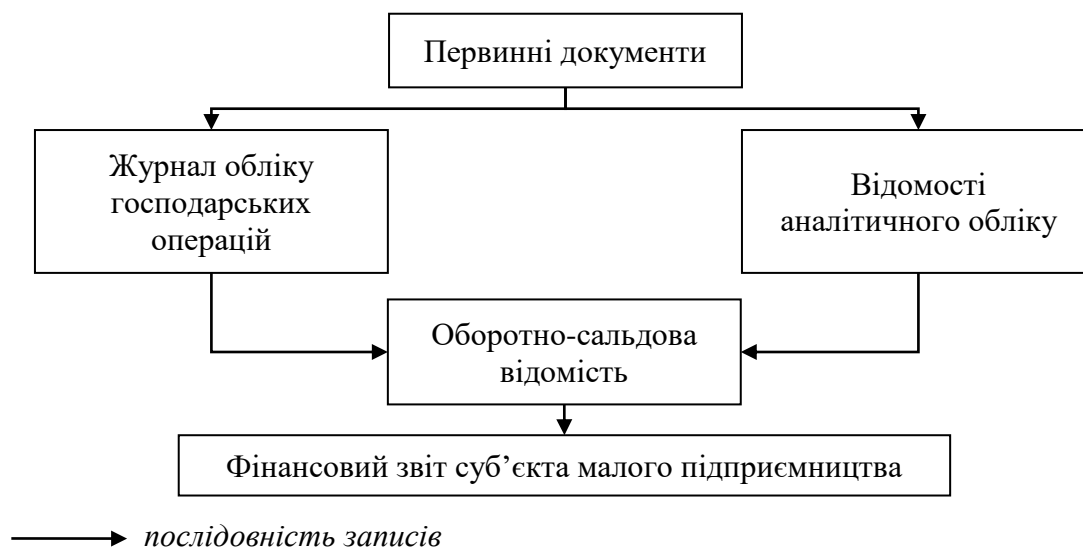 Первинні документи
Журнал обліку
господарських
операцій
Відомості
аналітичного обліку
Оборотно-сальдова
відомість
Фінансовий звіт суб’єкта малого підприємництва
послідовність записів